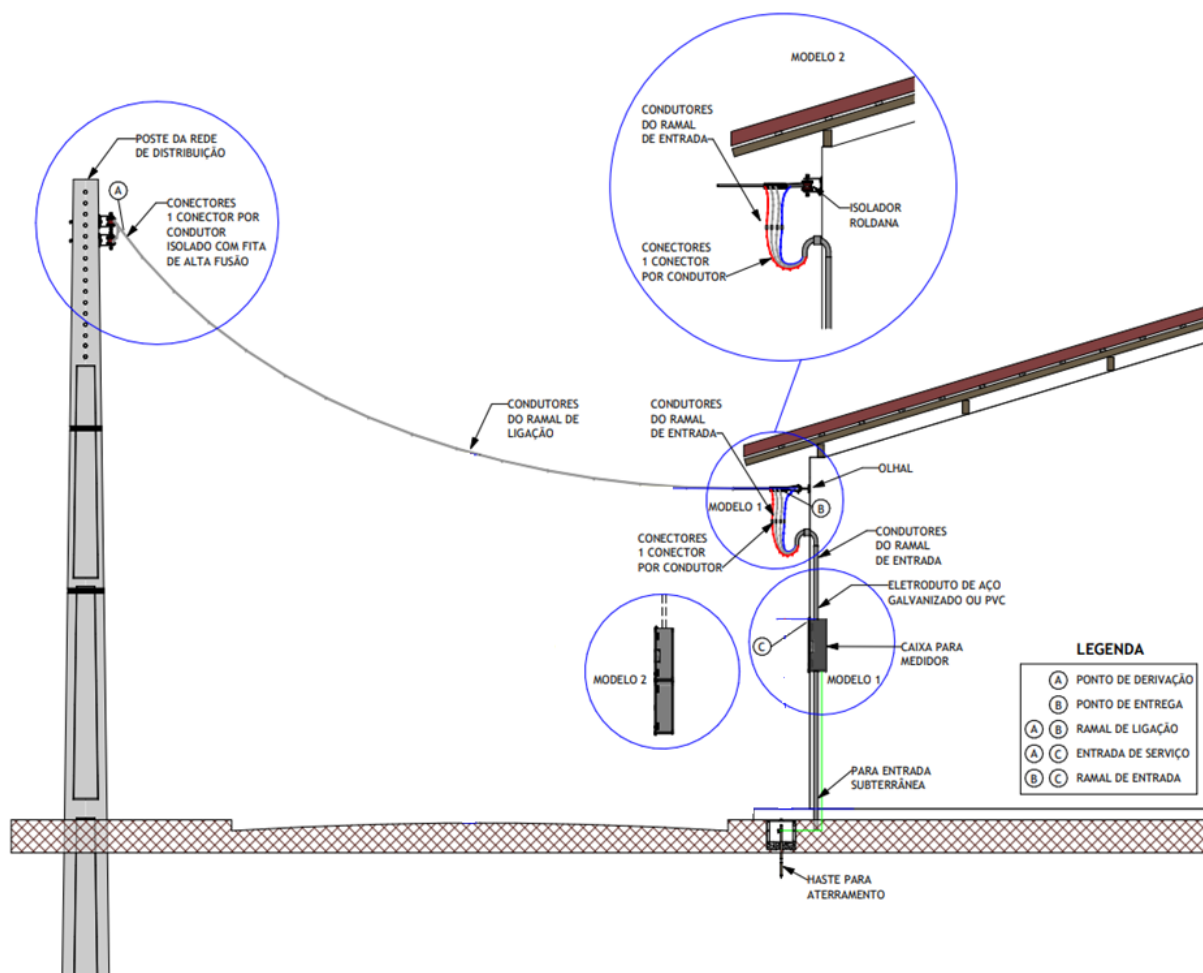 MODELO 2
CONDUTORES
DO RAMAL
DE ENTRADA
ISOLADOR
ROLDANA
CONECTORES
1 CONECTOR
POR CONDUTOR
POSTE DA REDE
DE DISTRIBUIÇÃO
A
CONECTORES
1 CONECTOR POR
CONDUTOR
ISOLADO COM FITA
DE ALTA FUSÃO
CONDUTORES
DO RAMAL DE
LIGAÇÃO
CONDUTORES
DO RAMAL
DE ENTRADA
OLHAL
MODELO 1
B
CONECTORES
1 CONECTOR
POR CONDUTOR
CONDUTORES
DO RAMAL
DE ENTRADA
ELETRODUTO DE AÇO
GALVANIZADO OU PVC
C
CAIXA PARA
MEDIDOR
MODELO 2
MODELO 1
PARA ENTRADA
SUBTERRÂNEA
HASTE PARA
ATERRAMENTO
LEGENDA
A PONTO DE DERIVAÇÃO
B PONTO DE ENTREGA
A B RAMAL DE LIGAÇÃO
A C ENTRADA DE SERVIÇO
B C RAMAL DE ENTRADA